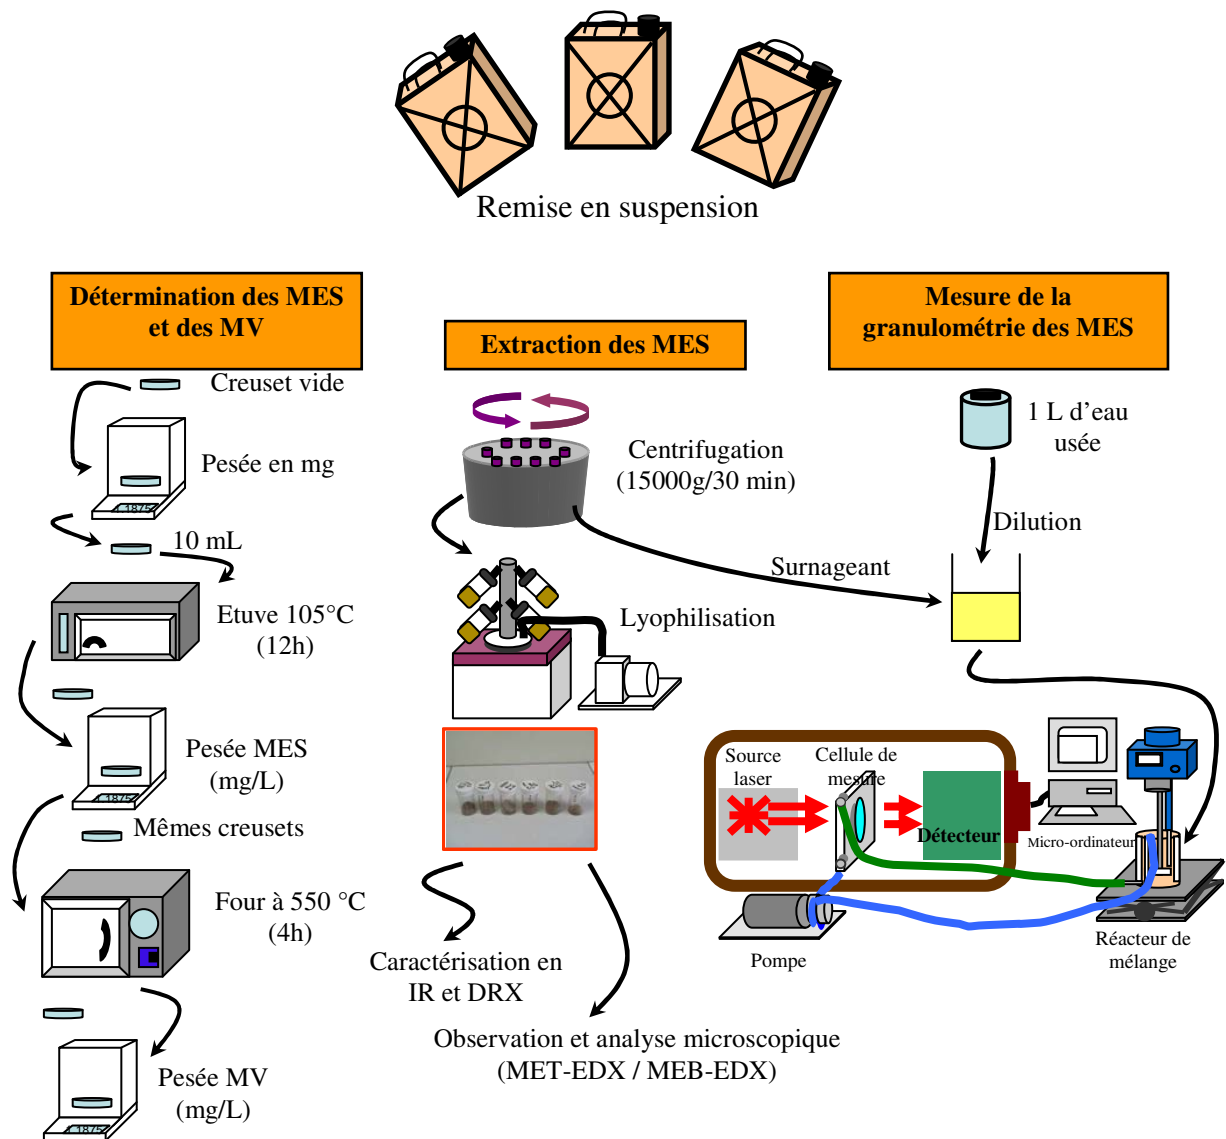 Remise en suspension
Détermination des MES
et des MV
Creuset vide
Pesée en mg
1875
10 mL
Etuve 105°C
(12h)
Pesée MES
(mg/L)
1875
Mêmes creusets
Four à 550 °C
(4h)
Pesée MV
(mg/L)
1875
Extraction des MES
Centrifugation
(15000g/30 min)
Surnageant
Lyophilisation
Caractérisation en
IR et DRX
Observation et analyse microscopique
(MET-EDX / MEB-EDX)
Mesure de la
granulométrie des MES
1 L d’eau
usée
Dilution
Source
laser
Cellule de
mesure
Détecteur
Micro-ordinateur
Pompe
Réacteur de
mélange